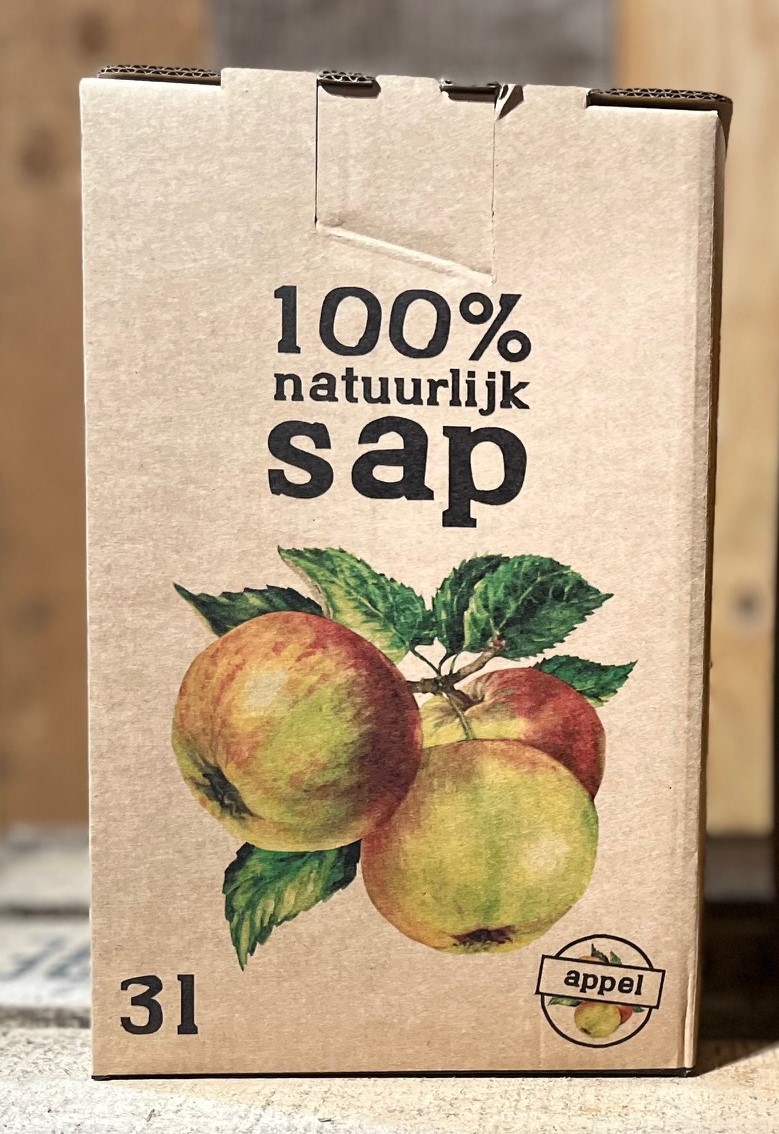 100%
natuurlijk
sap
3l
appel